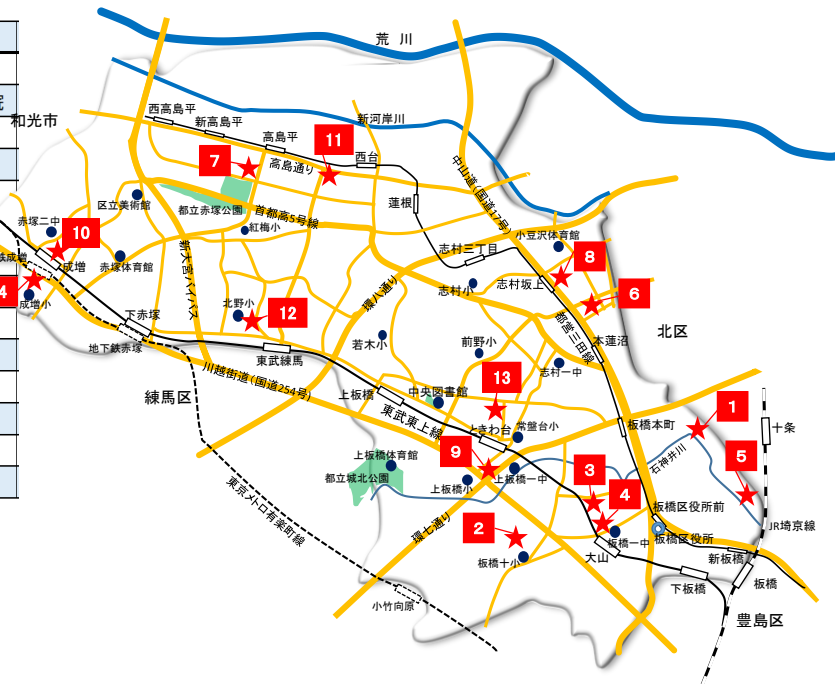 荒 川
院
和光市
西高島平
新高島平
高島平
新河岸川
11
西台
7
高島通り
中山道(国道17号)
区立美術館
都立赤塚公園
首都高5号線
蓮根
赤塚二中
紅梅小
10
小豆沢体育館
鉄成増
成増
赤塚体育館
新大宮バイパス
志村三丁目
8
4
成増小
環八通り
志村小
志村坂上
6
北野小
12
下赤塚
都営三田線
北区
地下鉄赤塚
若木小
前野小
本蓮沼
東武練馬
志村一中
川越街道(国道254号)
練馬区
上板橋
中央図書館
13
1
東武東上線
ときわ台
常盤台小
板橋本町
十条
9
上板橋体育館
都立城北公園
上板橋一中
石神井川
5
上板橋小
3
4
東京メトロ有楽町線
環七通り
2
板橋区役所前
JR埼京線
板橋一中
板橋区役所
板橋十小
大山
新板橋
下板橋
板橋
小竹向原
豊島区